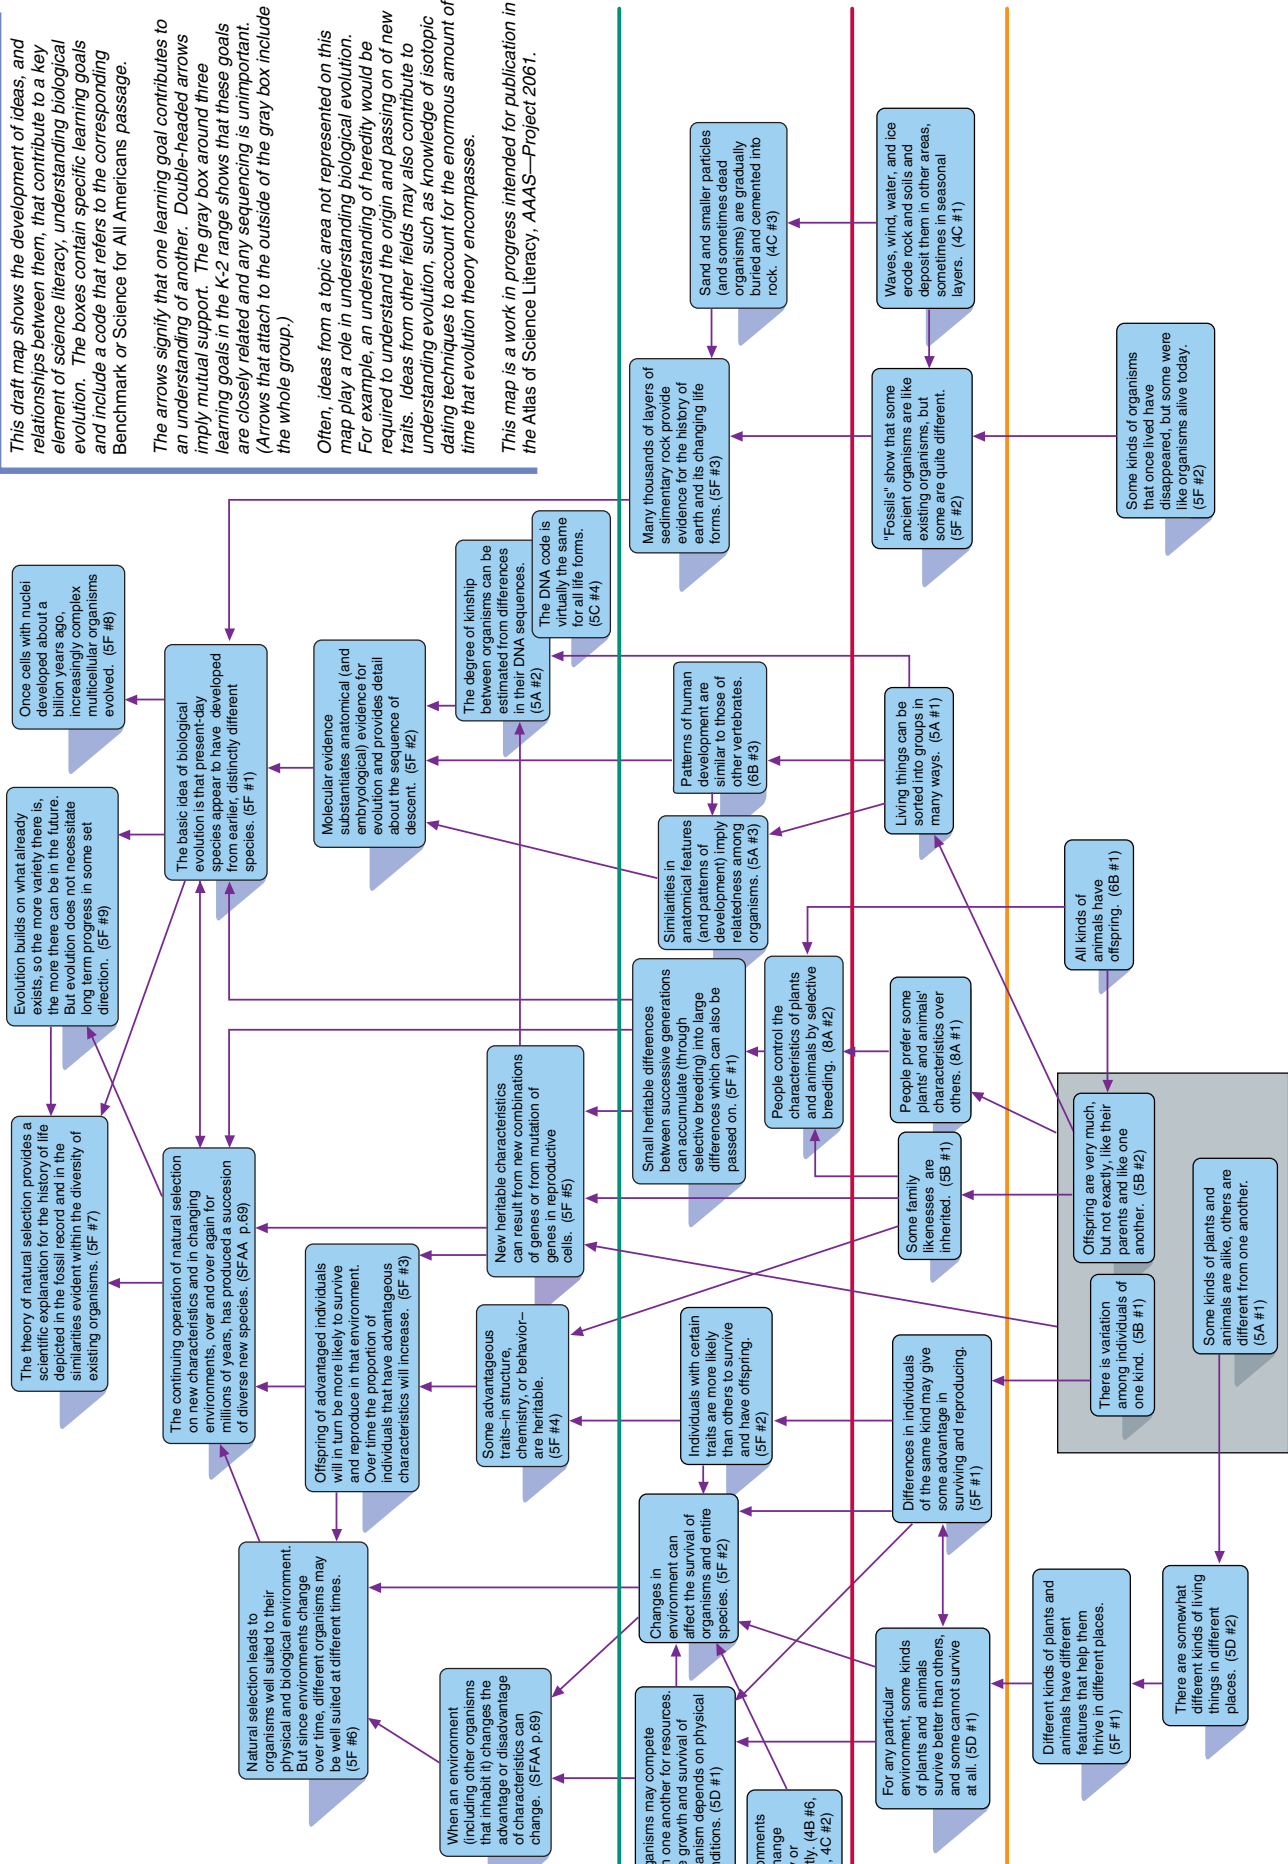 This draft map shows the development of ideas, and
relationships between them, that contribute to a key
element of science literacy, understanding biological
evolution. The boxes contain specific learning goals
and include a code that refers to the corresponding
Benchmark or Science for All Americans passage.
The arrows signify that one learning goal contributes to
an understanding of another. Double-headed arrows
imply mutual support. The gray box around three
learning goals in the K-2 range shows that these goals
are closely related and any sequencing is unimportant.
(Arrows that attach to the outside of the gray box include
the whole group.)
Often, ideas from a topic area not represented on this
map play a role in understanding biological evolution.
For example, an understanding of heredity would be
required to understand the origin and passing on of new
traits. Ideas from other fields may also contribute to
understanding evolution, such as knowledge of isotopic
dating techniques to account for the enormous amount of
time that evolution theory encompasses.
This map is a work in progress intended for publication in
the Atlas of Science Literacy, AAAS—Project 2061.
The theory of natural selection provides a
scientific explanation for the history of life
depicted in the fossil record and in the
similarities evident within the diversity of
existing organisms. (5F #7)
Evolution builds on what already
exists, so the more variety there is,
the more there can be in the future.
But evolution does not necessitate
long term progress in some set
direction. (5F #9)
Once cells with nuclei
developed about a
billion years ago,
increasingly complex
multicellular organisms
evolved. (5F #8)
The continuing operation of natural selection
on new characteristics and in changing
environments, over and over again for
millions of years, has produced a succesion
of diverse new species. (SFAA p.69)
The basic idea of biological
evolution is that present-day
species appear to have developed
from earlier, distinctly different
species. (5F #1)
Natural selection leads to
organisms well suited to their
physical and biological environment.
But since environments change
over time, different organisms may
be well suited at different times.
(5F #6)
Offspring of advantaged individuals
will in turn be more likely to survive
and reproduce in that environment.
Over time the proportion of
individuals that have advantageous
characteristics will increase. (5F #3)
Molecular evidence
substantiates anatomical (and
embryological) evidence for
evolution and provides detail
about the sequence of
descent. (5F #2)
When an environment
(including other organisms
that inhabit it) changes the
advantage or disadvantage
of characteristics can
change. (SFAA p.69)
Some advantageous
traits–in structure,
chemistry, or behavior–
are heritable.
(5F #4)
New heritable characteristics
can result from new combinations
of genes or from mutation of
genes in reproductive
cells. (5F #5)
The degree of kinship
between organisms can be
estimated from differences
in their DNA sequences.
(5A #2)
The DNA code is
virtually the same
for all life forms.
(5C #4)
ganisms may compete
n one another for resources.
e growth and survival of
anism depends on physical
nditions. (5D #1)
Changes in
environment can
affect the survival of
organisms and entire
species. (5F #2)
Individuals with certain
traits are more likely
than others to survive
and have offspring.
(5F #2)
Small heritable differences
between successive generations
can accumulate (through
selective breeding) into large
differences which can also be
passed on. (5F #1)
Similarities in
anatomical features
(and patterns of
development) imply
relatedness among
organisms. (5A #3)
Patterns of human
development are
similar to those of
other vertebrates.
(6B #3)
Many thousands of layers of
sedimentary rock provide
evidence for the history of
earth and its changing life
forms. (5F #3)
Sand and smaller particles
(and sometimes dead
organisms) are gradually
buried and cemented into
rock. (4C #3)
onments
hange
y or
tly. (4B #6,
, 4C #2)
People control the
characteristics of plants
and animals by selective
breeding. (8A #2)
For any particular
environment, some kinds
of plants and animals
survive better than others,
and some cannot survive
at all. (5D #1)
Differences in individuals
of the same kind may give
some advantage in
surviving and reproducing.
(5F #1)
Some family
likenesses are
inherited. (5B #1)
People prefer some
plants' and animals'
characteristics over
others. (8A #1)
Living things can be
sorted into groups in
many ways. (5A #1)
"Fossils" show that some
ancient organisms are like
existing organisms, but
some are quite different.
(5F #2)
Waves, wind, water, and ice
erode rock and soils and
deposit them in other areas,
sometimes in seasonal
layers. (4C #1)
Different kinds of plants and
animals have different
features that help them
thrive in different places.
(5F #1)
There is variation
among individuals of
one kind. (5B #1)
Offspring are very much,
but not exactly, like their
parents and like one
another. (5B #2)
All kinds of
animals have
offspring. (6B #1)
Some kinds of organisms
that once lived have
disappeared, but some were
like organisms alive today.
(5F #2)
There are somewhat
different kinds of living
things in different
places. (5D #2)
Some kinds of plants and
animals are alike, others are
different from one another.
(5A #1)